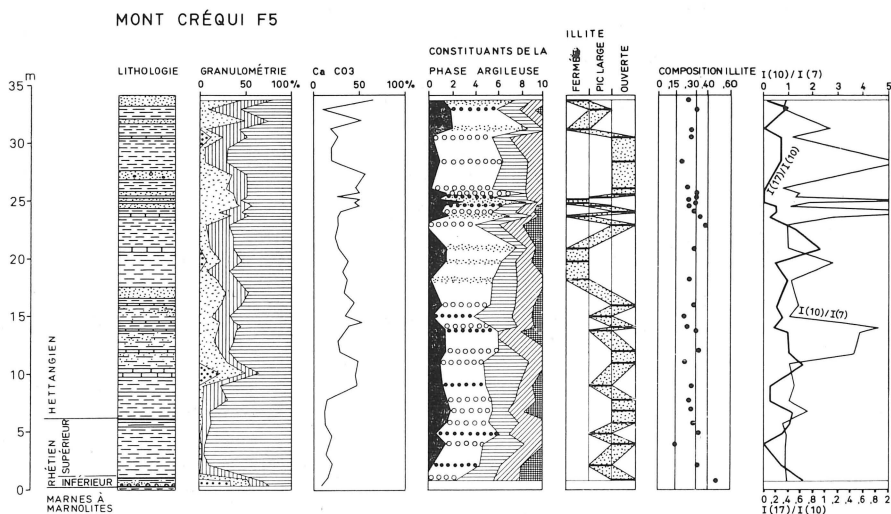 MONT CRÉQUI F5
LITHOLOGIE
GRANULOMÉTRIE
Ca CO3
CONSTITUANTS DE LA
PHASE ARGILEUSE
ILLITE
FERMÉE
PIC LARGE
OUVERTE
COMPOSITION ILLITE
I(10)/I(7)
35 m
0 50 100%
0 50 100%
0 2 4 6 8 10
.10 .20 .30 .40 .60
0 1 2 3 4 5
30
25
20
m
15
10
5
0
HETTANGIEN
RHÉTIEN
SUPÉRIEUR
INFÉRIEUR
MARNES À
MARNOLITES
I(17)/I(10)
I(10)/I(7)
0 .2 .4 .6 .8 1 .2 .4 .6 .8 2
I(17)/I(10)